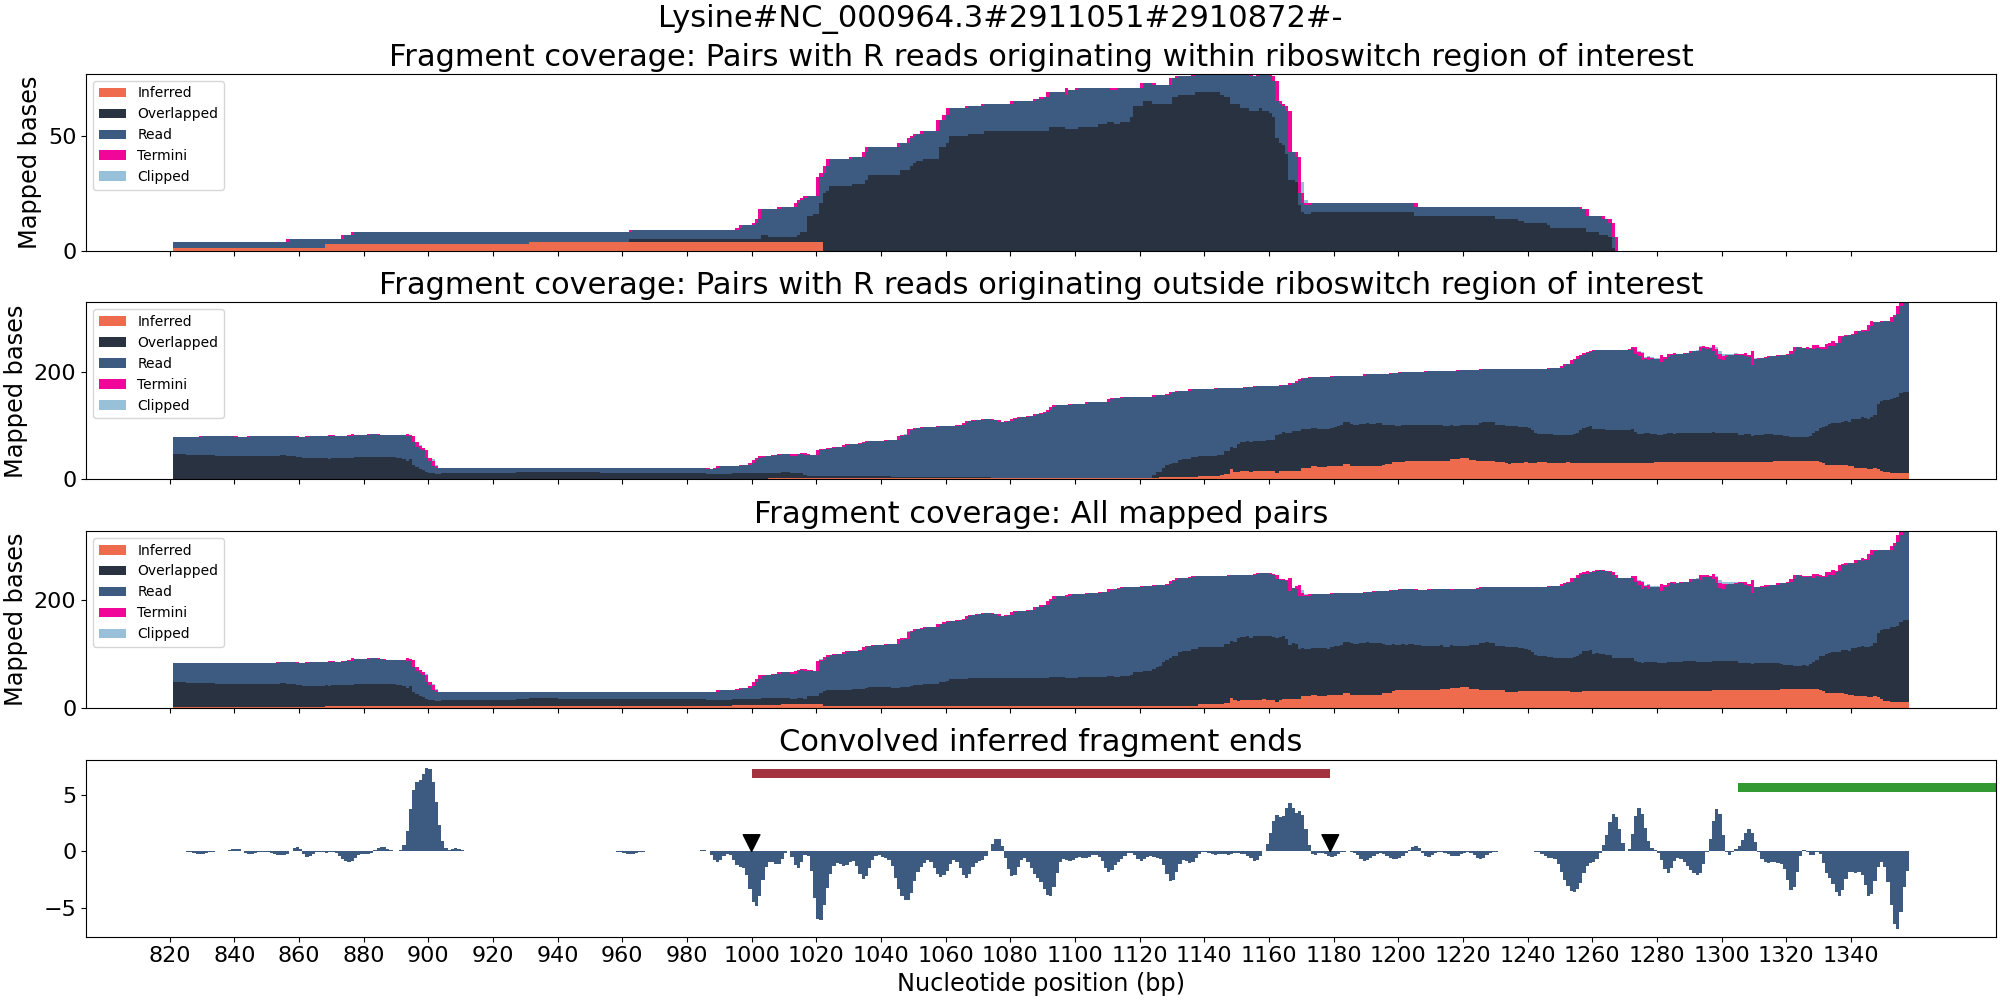 Lysine#NC_000964.3#2911051#2910872#-
Fragment coverage: Pairs with R reads originating within riboswitch region of interest
Mapped bases
50
0
Inferred
Overlapped
Read
Termini
Clipped
Fragment coverage: Pairs with R reads originating outside riboswitch region of interest
Mapped bases
200
0
Inferred
Overlapped
Read
Termini
Clipped
Fragment coverage: All mapped pairs
Mapped bases
200
0
Inferred
Overlapped
Read
Termini
Clipped
Convolved inferred fragment ends
5
0
−5
820 840 860 880 900 920 940 960 980 1000 1020 1040 1060 1080 1100 1120 1140 1160 1180 1200 1220 1240 1260 1280 1300 1320 1340
Nucleotide position (bp)